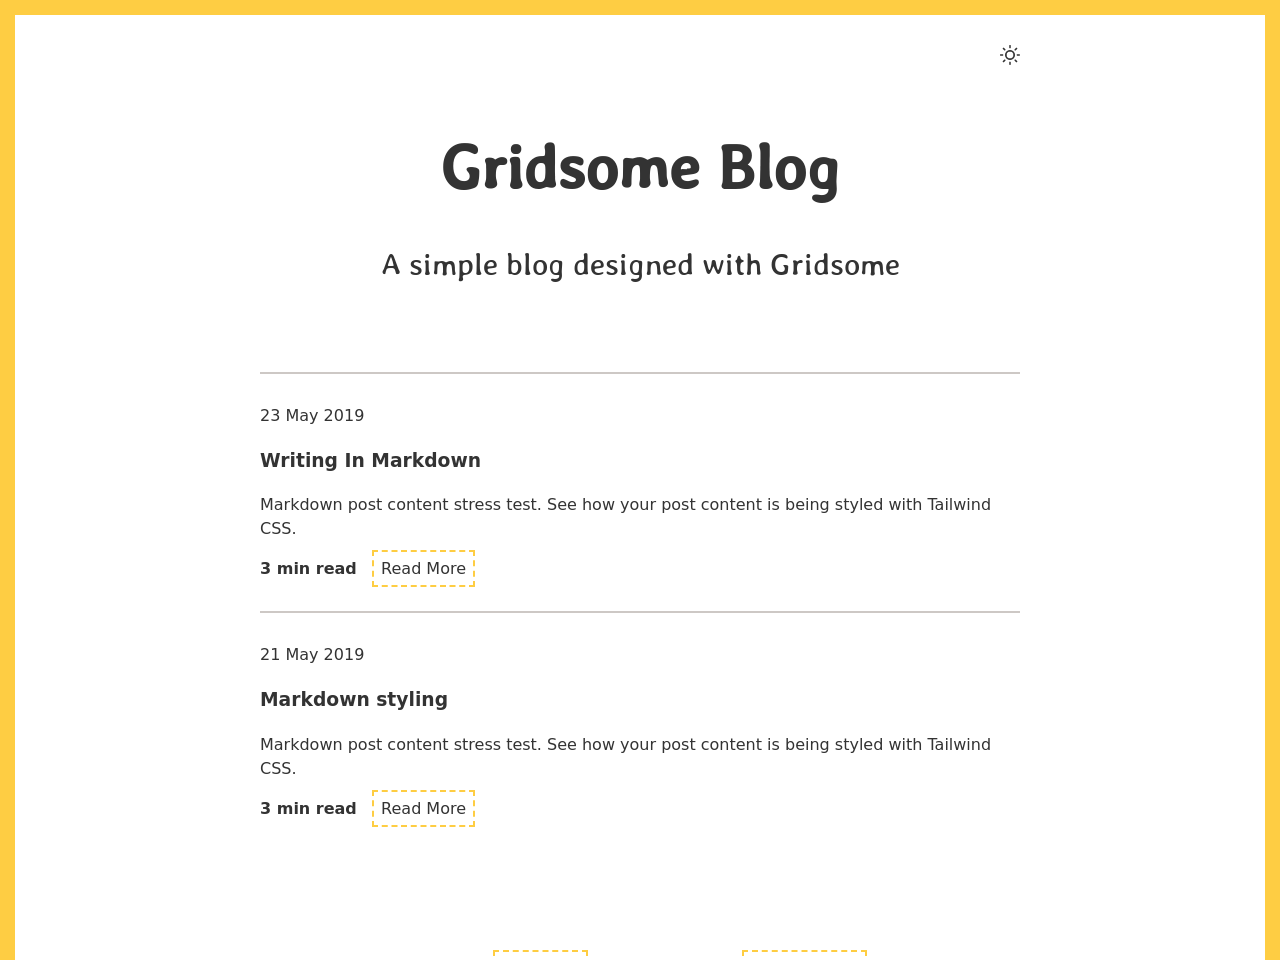 Gridsome Blog
A simple blog designed with Gridsome
23 May 2019
Writing In Markdown
Markdown post content stress test. See how your post content is being styled with Tailwind
CSS.
3 min read Read More
21 May 2019
Markdown styling
Markdown post content stress test. See how your post content is being styled with Tailwind
CSS.
3 min read Read More